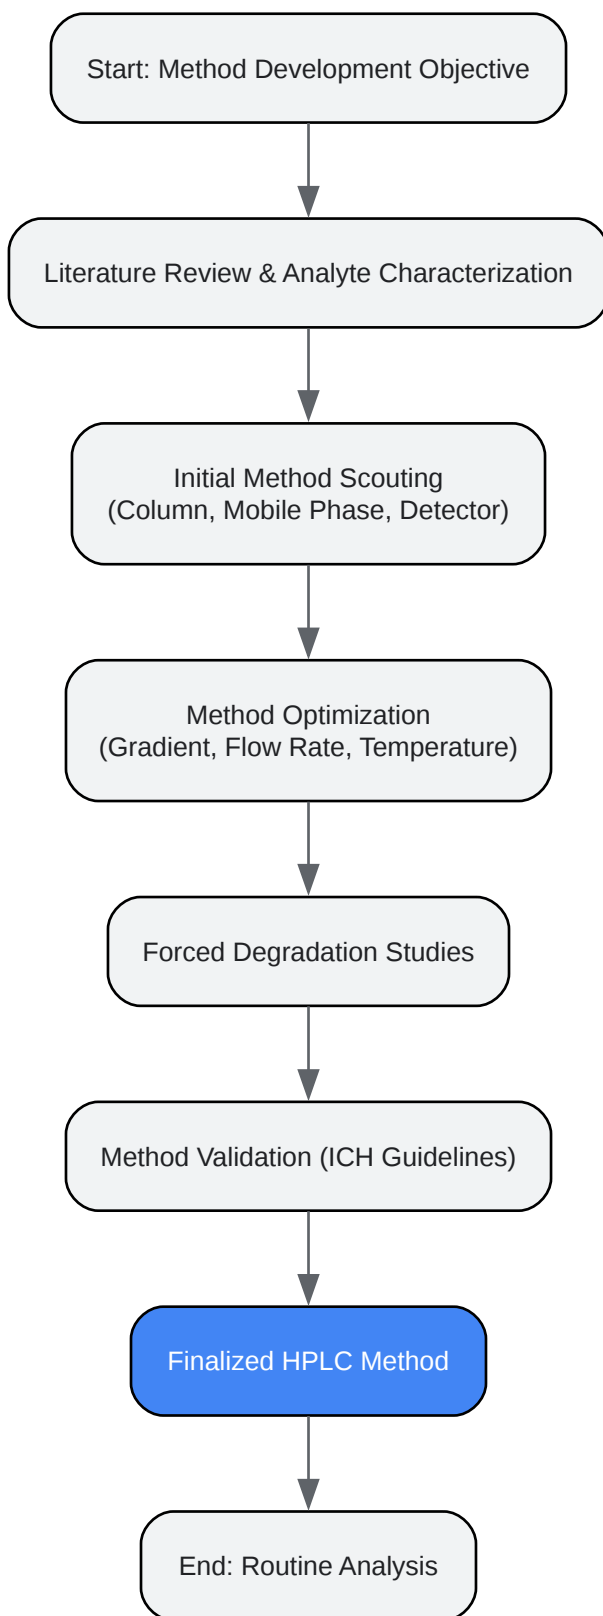 Start: Method Development Objective
Literature Review & Analyte Characterization
Initial Method Scouting
(Column, Mobile Phase, Detector)
Method Optimization
(Gradient, Flow Rate, Temperature)
Forced Degradation Studies
Method Validation (ICH Guidelines)
Finalized HPLC Method
End: Routine Analysis